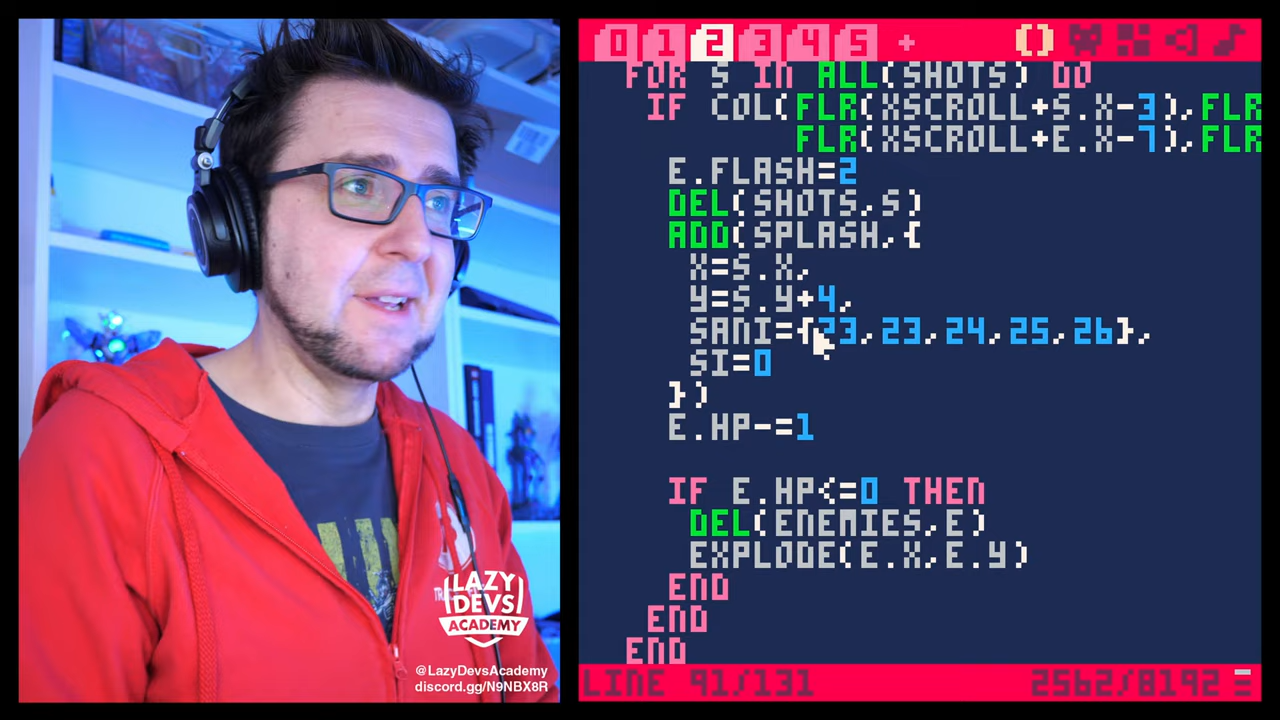 0 1 2 3 4 5 + ()
FOR S IN ALL(SHOTS) DO
IF COL(FLR(XSCROLL+S.X-3),FLR
FLR(XSCROLL+E.X-7),FLR
E.FLASH=2
DEL(SHOTS,S)
ADD(SPLASH,{
X=S.X,
Y=S.Y+4,
SANI={23,23,24,25,26},
SI=0
})
E.HP-=1
IF E.HP<=0 THEN
DEL(ENEMIES,E)
EXPLODE(E.X,E.Y)
END
END
END
LINE 91/131 2562/8192
LAZY
DEVS
ACADEMY
@LazyDevsAcademy
discord.gg/N9NBX8R